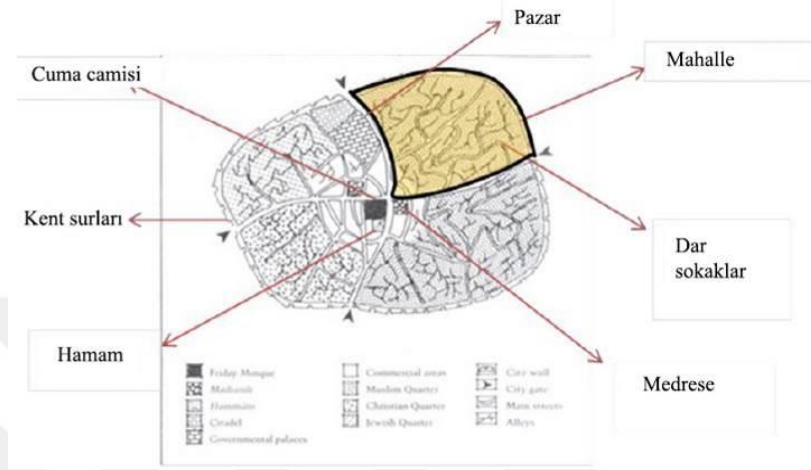 Pazar
Mahalle
Cuma camisi
Kent surları
Dar
sokaklar
Hamam
Medrese
Friday Mosque
Madrasah
Hammam
Citadel
Governmental palaces
Commercial areas
Muslim Quarter
Christian Quarter
Jewish Quarter
City wall
City gate
Main streets
Alleys